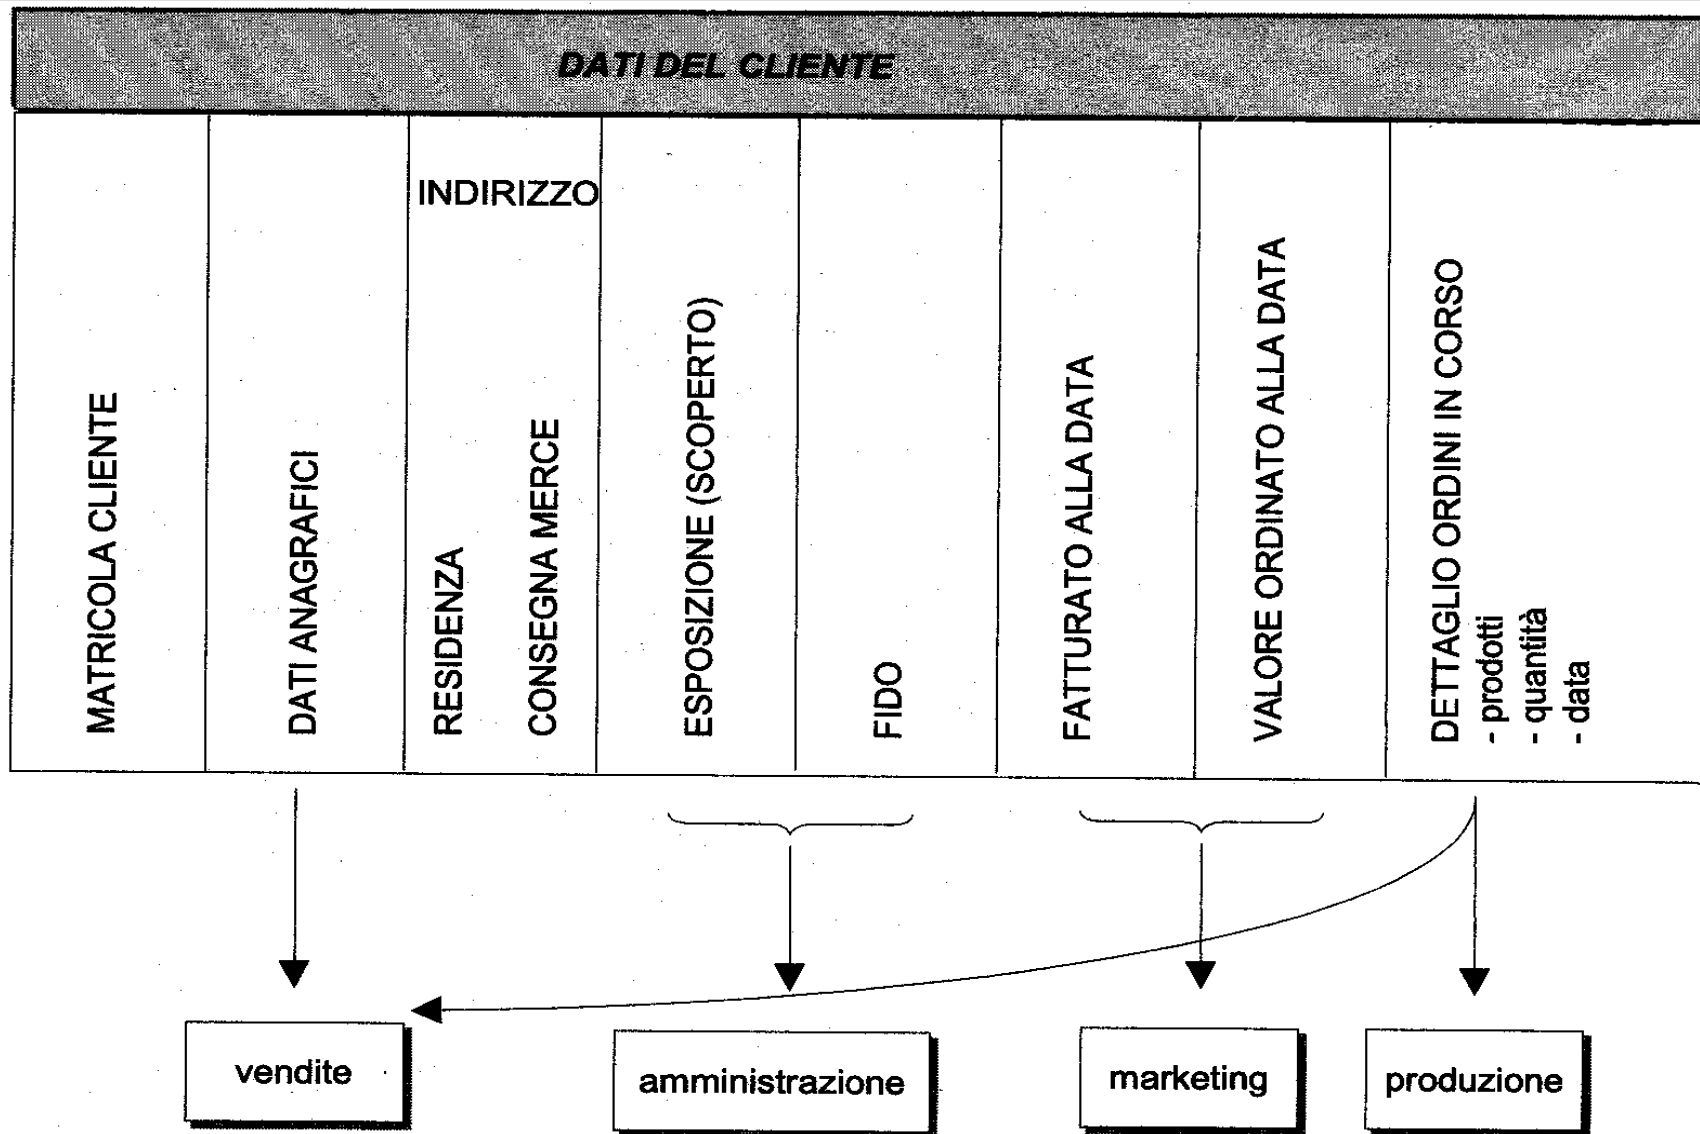 DATI DEL CLIENTE
MATRICOLA CLIENTE
DATI ANAGRAFICI
INDIRIZZO
RESIDENZA
CONSEGNA MERCE
ESPOSIZIONE (SCOPERTO)
FIDO
FATTURATO ALLA DATA
VALORE ORDINATO ALLA DATA
DETTAGLIO ORDINI IN CORSO
- prodotti
- quantità
- data
vendite
amministrazione
marketing
produzione